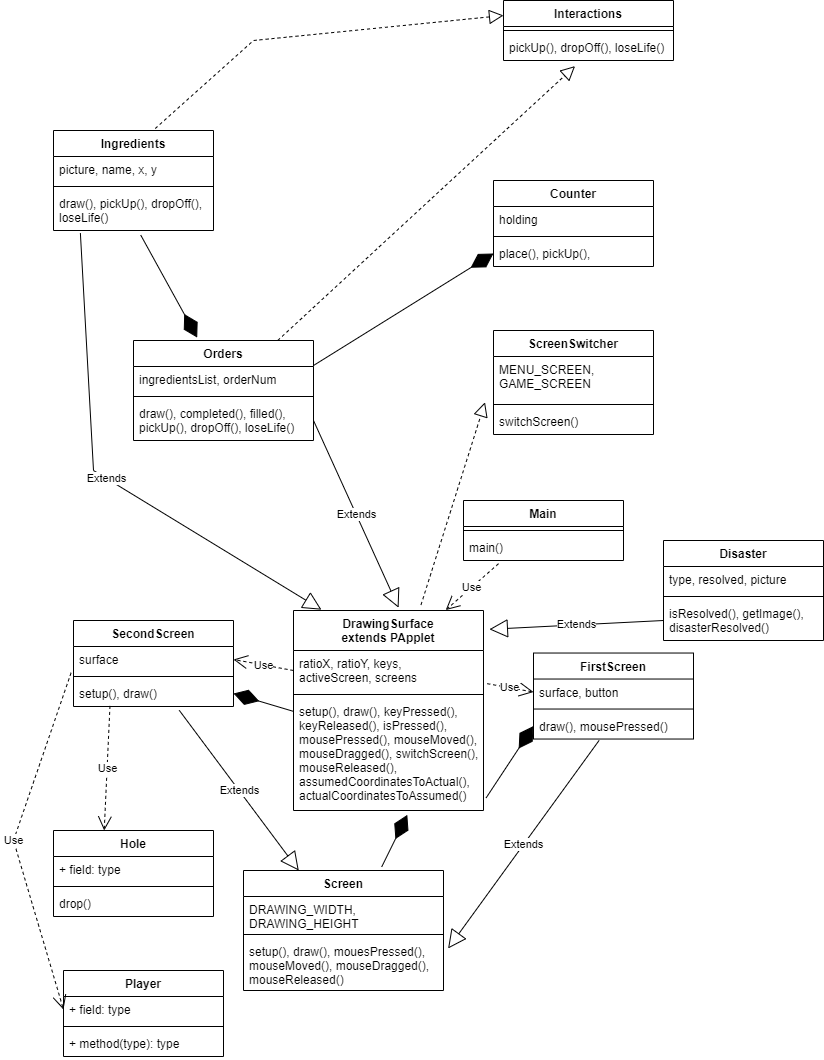 Interactions
pickUp(), dropOff(), loseLife()
Ingredients
picture, name, x, y
draw(), pickUp(), dropOff(),
loseLife()
Counter
holding
place(), pickUp(),
Orders
ingredientsList, orderNum
draw(), completed(), filled(),
pickUp(), dropOff(), loseLife()
ScreenSwitcher
MENU_SCREEN,
GAME_SCREEN
switchScreen()
Extends
Extends
Main
main()
Use
Disaster
type, resolved, picture
isResolved(), getImage(),
disasterResolved()
Extends
SecondScreen
surface
setup(), draw()
Use
DrawingSurface
extends PApplet
ratioX, ratioY, keys,
activeScreen, screens
setup(), draw(), keyPressed(),
keyReleased(), isPressed(),
mousePressed(), mouseMoved(),
mouseDragged(), switchScreen(),
mouseReleased(),
assumedCoordinatesToActual(),
actualCoordinatesToAssumed()
Use
FirstScreen
surface, button
draw(), mousePressed()
Use
Extends
Use
Extends
Hole
+ field: type
drop()
Screen
DRAWING_WIDTH,
DRAWING_HEIGHT
setup(), draw(), mouesPressed(),
mouseMoved(), mouseDragged(),
mouseReleased()
Player
+ field: type
+ method(type): type